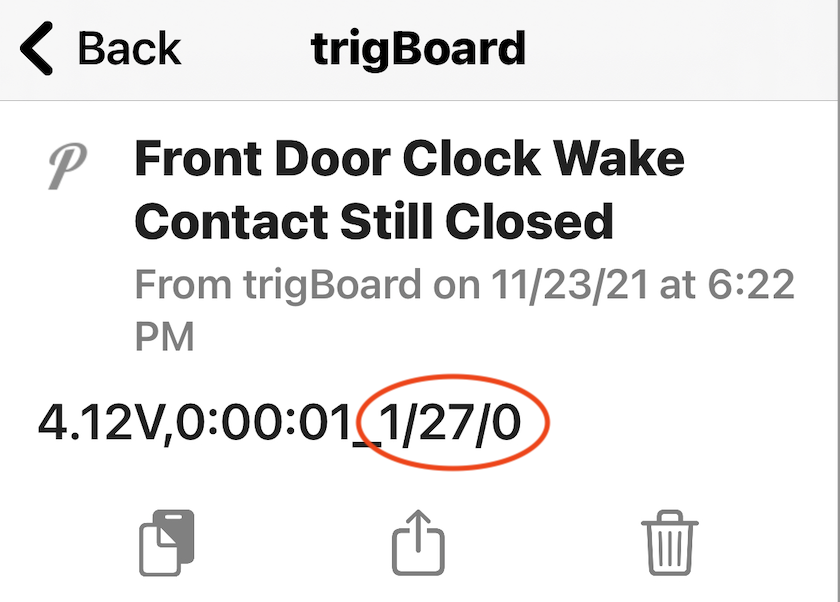 Back
trigBoard
Front Door Clock Wake
Contact Still Closed
From trigBoard on 11/23/21 at 6:22
PM
4.12V,0:00:01_1/27/0